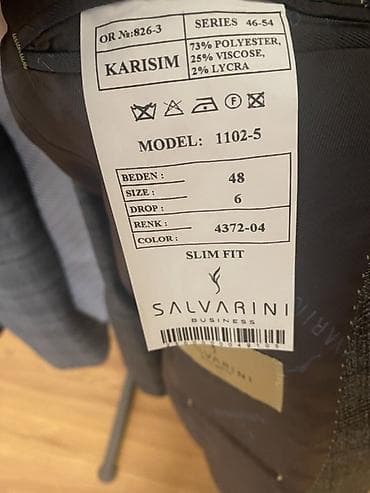 OR №:826-3
SERIES 46-54
KARISIM
73% POLYESTER,
25% VISCOSE,
2% LYCRA
F
MODEL: 1102-5
BEDEN :
SIZE :
48
DROP :
6
RENK :
COLOR :
4372-04
SLIM FIT
SALVARINI
BUSINESS